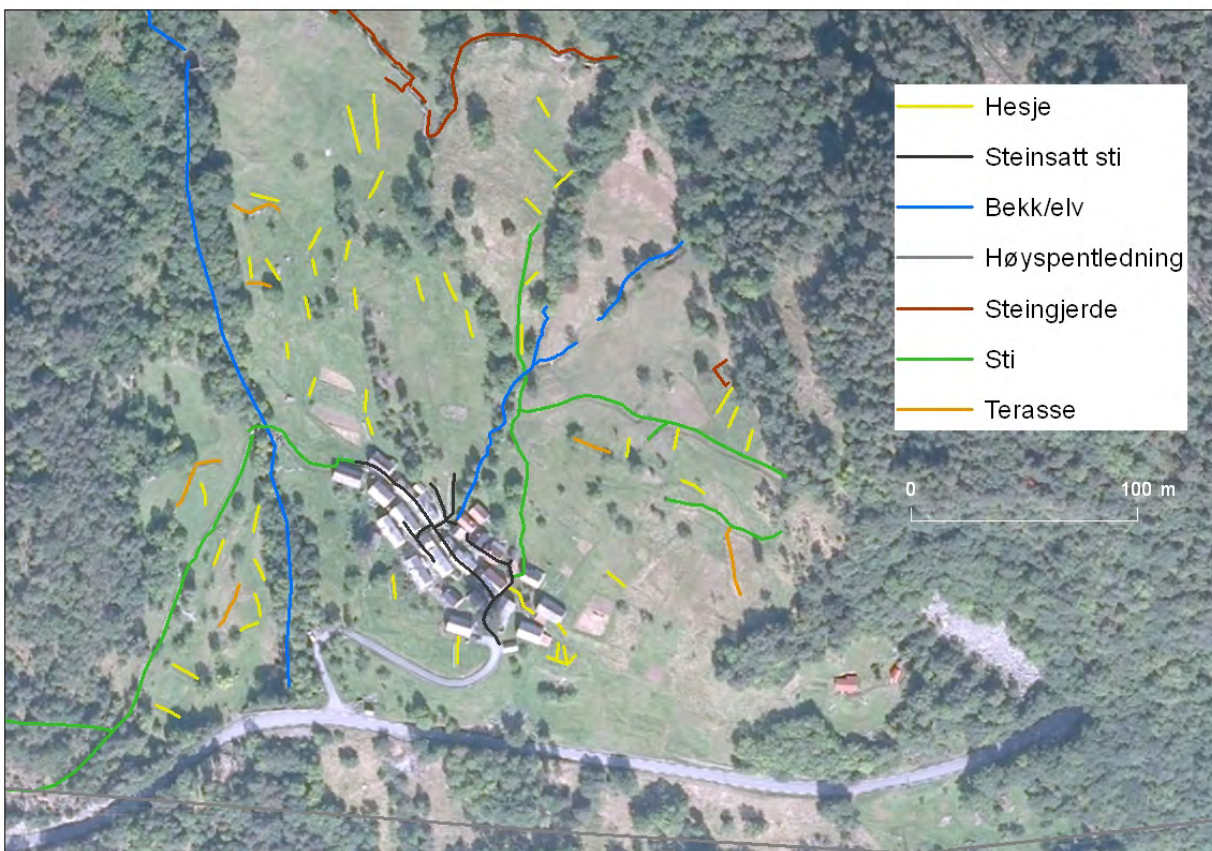 Hesje
Steinsatt sti
Bekk/elv
Høyspentledning
Steingjerde
Sti
Terasse
0 100 m